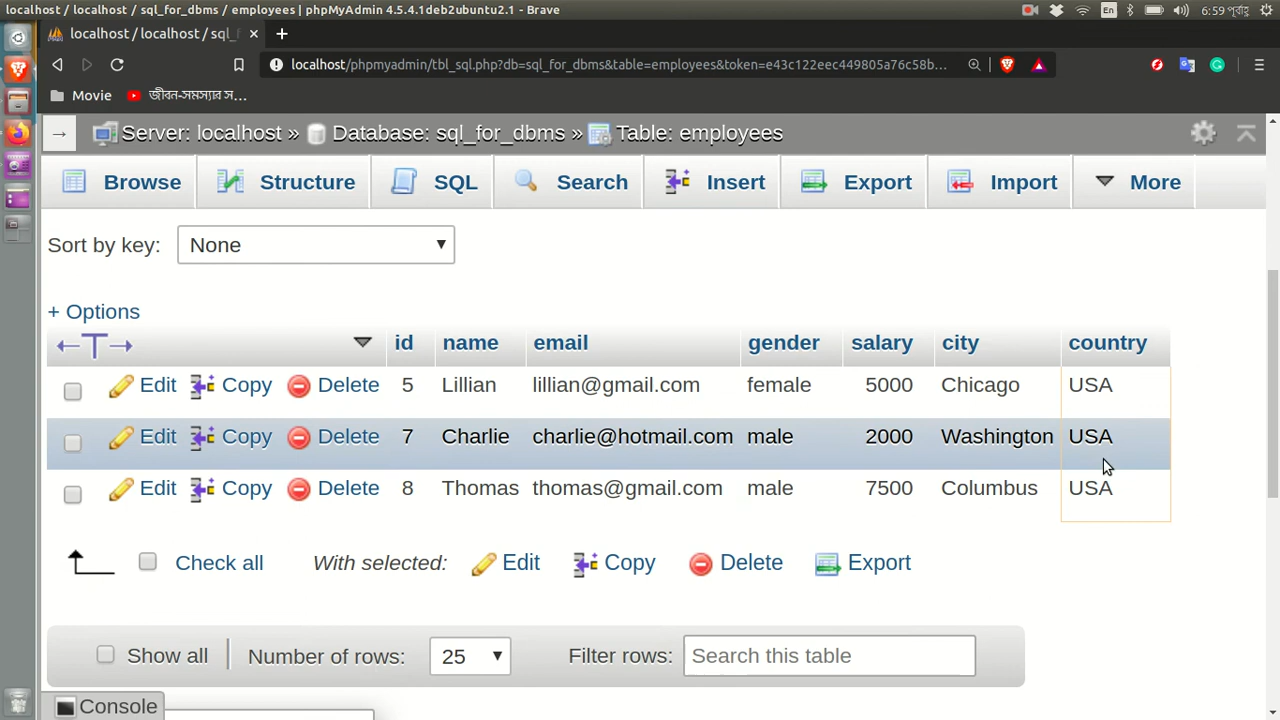 localhost / localhost / sql_for_dbms / employees | phpMyAdmin 4.5.4.1deb2ubuntu2.1 - Brave
En
6:59 পূর্বাহ্ণ
localhost / localhost / sql_f
localhost/phpmyadmin/tbl_sql.php?db=sql_for_dbms&table=employees&token=e43c122eec449805a76c58b...
Movie
জীবন-সমস্যার স...
Server: localhost » Database: sql_for_dbms » Table: employees
Browse Structure SQL Search Insert Export Import More
Sort by key: None
+ Options
id name email gender salary city country
Edit Copy Delete 5 Lillian lillian@gmail.com female 5000 Chicago USA
Edit Copy Delete 7 Charlie charlie@hotmail.com male 2000 Washington USA
Edit Copy Delete 8 Thomas thomas@gmail.com male 7500 Columbus USA
Check all With selected: Edit Copy Delete Export
Show all Number of rows: 25 Filter rows: Search this table
Console